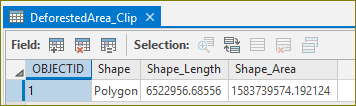 DeforestedArea_Clip
Field: Selection:
OBJECTID Shape Shape_Length Shape_Area
1 Polygon 6522956.68556 1583739574.192124